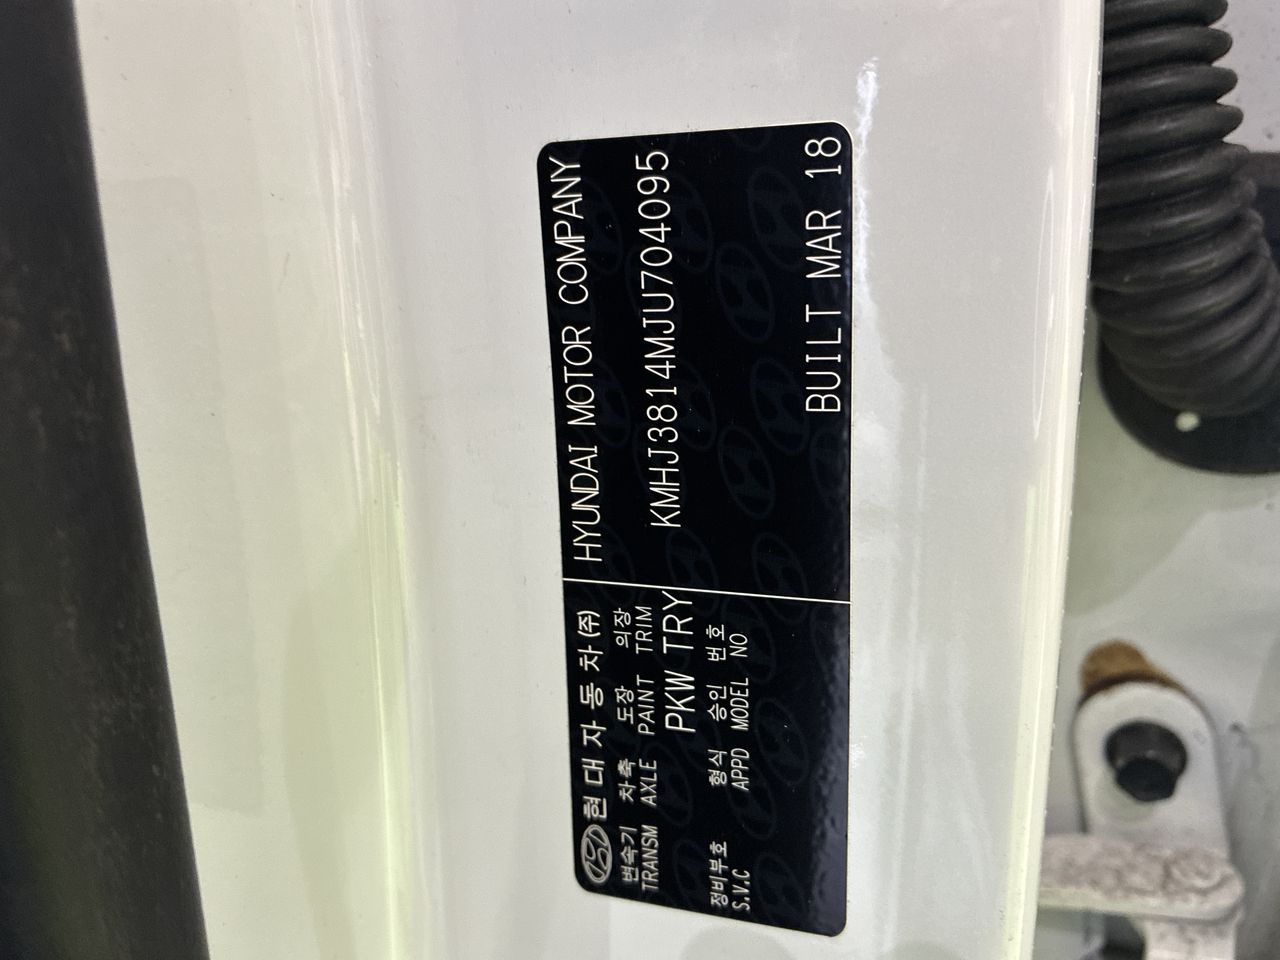 현대자동차(주)
변속기 차축 도장 의장
TRANSM AXLE PAINT TRIM
PKW TRY
정비부호 형식 승인 번호
S.V.C APPD MODEL NO
HYUNDAI MOTOR COMPANY
KMHJ3814MJU704095
BUILT MAR 18